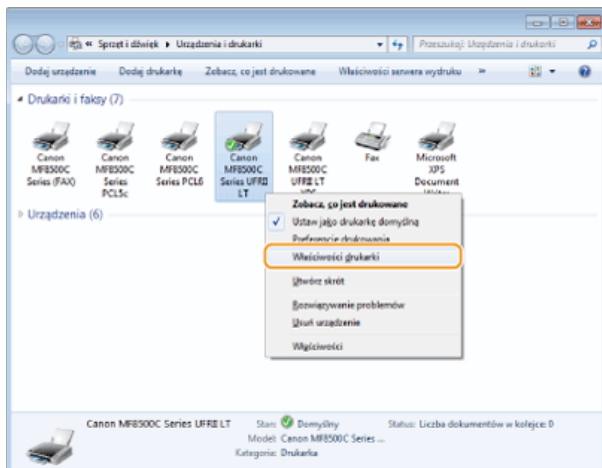 « Sprzęt i dźwięk ▸ Urządzenia i drukarki
Przeszukaj: Urządzenia i drukarki
Dodaj urządzenie Dodaj drukarkę Zobacz, co jest drukowane Właściwości serwera wydruku »
Drukarki i faksy (7)
Canon MF8500C Series (FAX)
Canon MF8500C Series PCL5c
Canon MF8500C Series PCL6
Canon MF8500C Series UFRII LT
Canon MF8500C UFRII LT XPS
Fax
Microsoft XPS Document Writer
Urządzenia (6)
Zobacz, co jest drukowane
Ustaw jako drukarkę domyślną
Preferencje drukowania
Właściwości drukarki
Utwórz skrót
Rozwiązywanie problemów
Usuń urządzenie
Właściwości
Canon MF8500C Series UFRII LT Stan: Domyślny Status: Liczba dokumentów w kolejce: 0
Model: Canon MF8500C Series ...
Kategoria: Drukarka